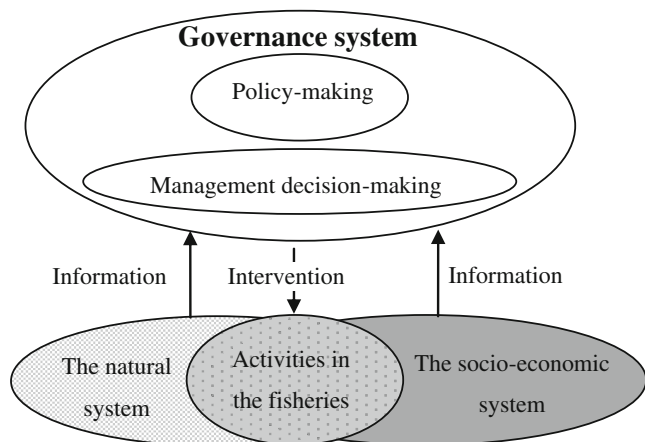 Governance system
Policy-making
Management decision-making
Information
Intervention
Information
The natural
system
Activities in
the fisheries
The socio-economic
system